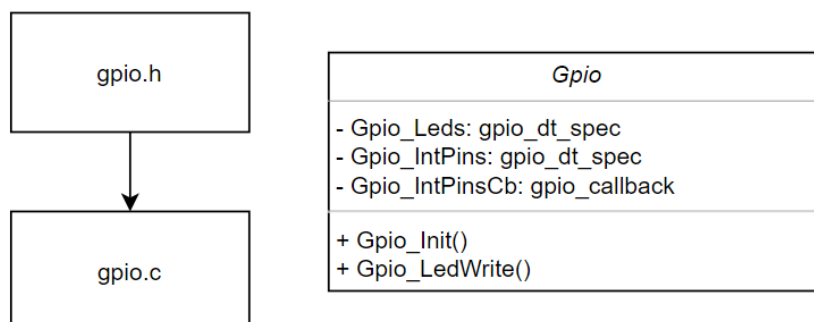 gpio.h
gpio.c
Gpio
- Gpio_Leds: gpio_dt_spec
- Gpio_IntPins: gpio_dt_spec
- Gpio_IntPinsCb: gpio_callback
+ Gpio_Init()
+ Gpio_LedWrite()